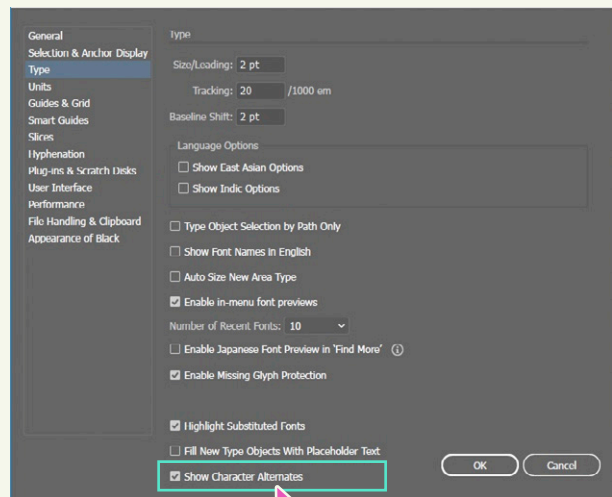 General
Selection & Anchor Display
Type
Units
Guides & Grid
Smart Guides
Slices
Hyphenation
Plug-ins & Scratch Disks
User Interface
Performance
File Handling & Clipboard
Appearance of Black
Type
Size/Leading: 2 pt
Tracking: 20 /1000 em
Baseline Shift: 2 pt
Language Options
Show East Asian Options
Show Indic Options
Type Object Selection by Path Only
Show Font Names in English
Auto Size New Area Type
Enable in-menu font previews
Number of Recent Fonts: 10
Enable Japanese Font Preview in 'Find More'
Enable Missing Glyph Protection
Highlight Substituted Fonts
Fill New Type Objects With Placeholder Text
Show Character Alternates
OK Cancel